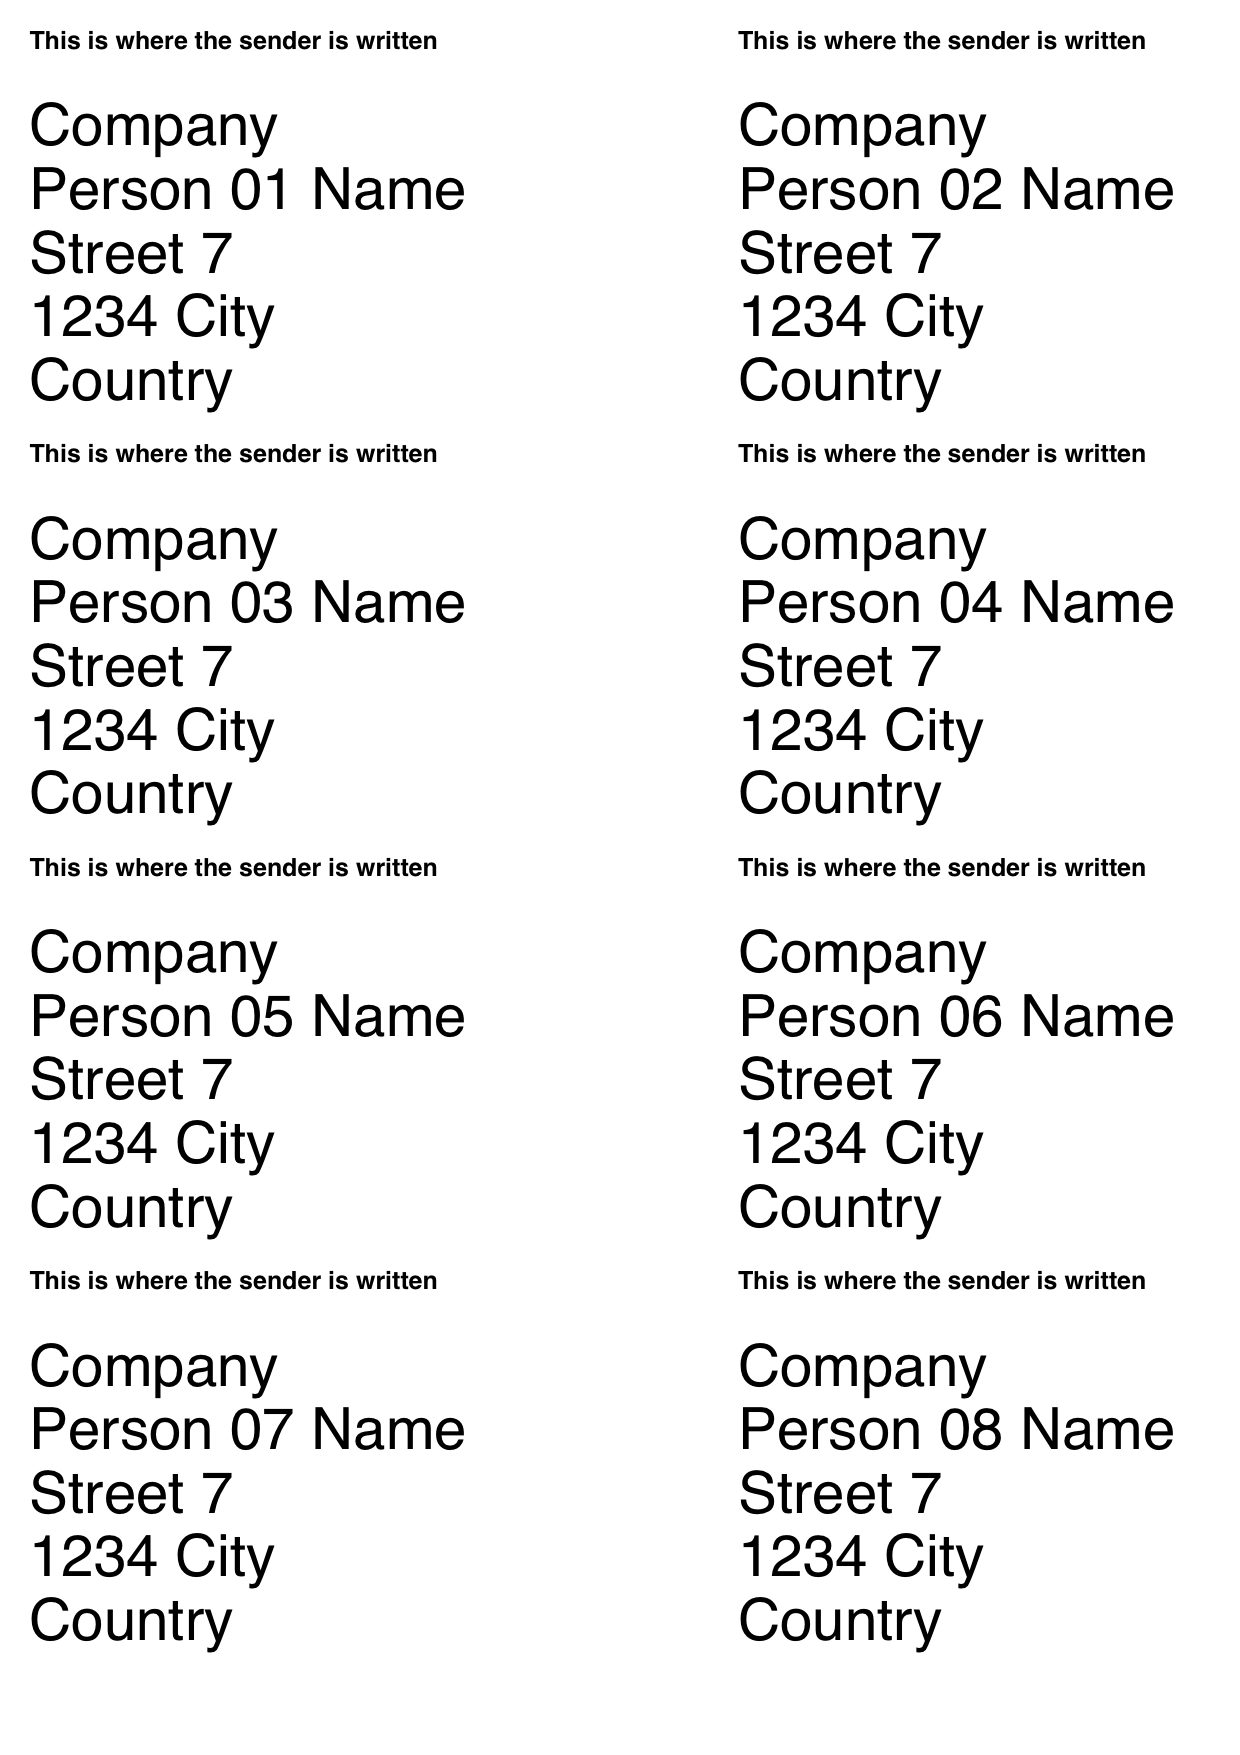 This is where the sender is written
Company
Person 01 Name
Street 7
1234 City
Country
This is where the sender is written
Company
Person 02 Name
Street 7
1234 City
Country
This is where the sender is written
Company
Person 03 Name
Street 7
1234 City
Country
This is where the sender is written
Company
Person 04 Name
Street 7
1234 City
Country
This is where the sender is written
Company
Person 05 Name
Street 7
1234 City
Country
This is where the sender is written
Company
Person 06 Name
Street 7
1234 City
Country
This is where the sender is written
Company
Person 07 Name
Street 7
1234 City
Country
This is where the sender is written
Company
Person 08 Name
Street 7
1234 City
Country